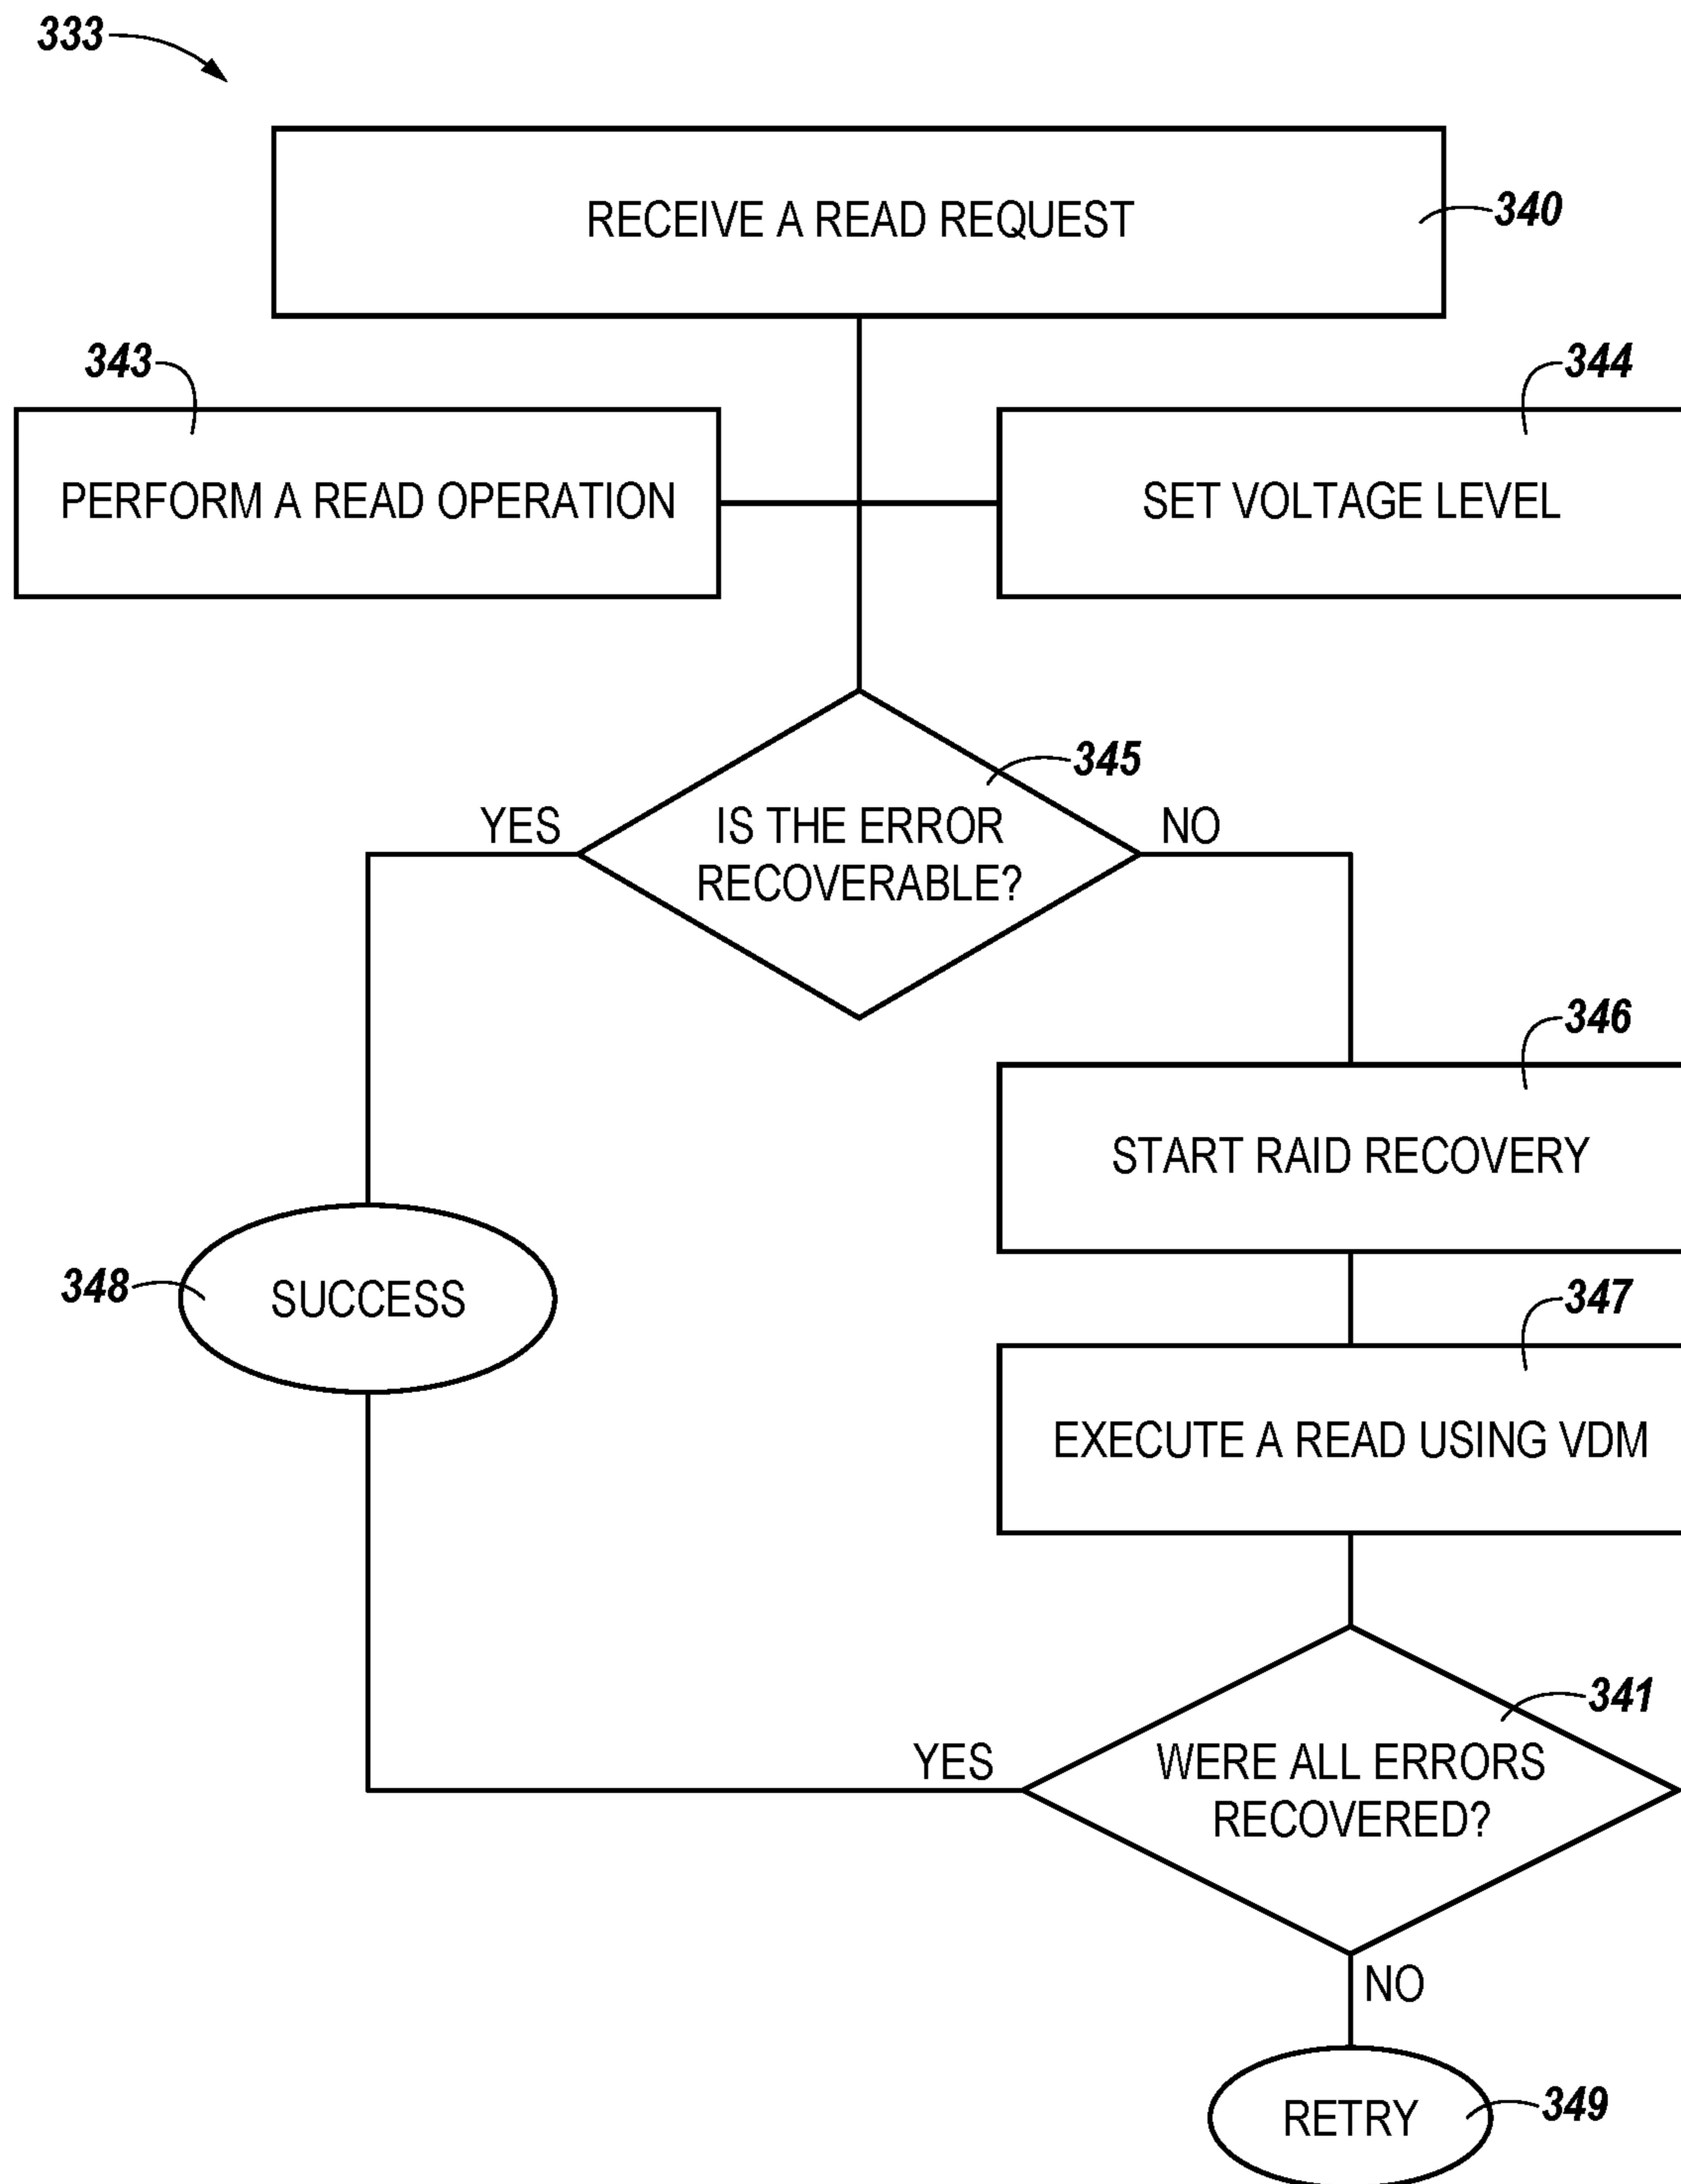 333
RECEIVE A READ REQUEST
340
343
344
PERFORM A READ OPERATION
SET VOLTAGE LEVEL
345
YES
IS THE ERROR
RECOVERABLE?
NO
346
START RAID RECOVERY
348
SUCCESS
347
EXECUTE A READ USING VDM
341
YES
WERE ALL ERRORS
RECOVERED?
NO
RETRY
349